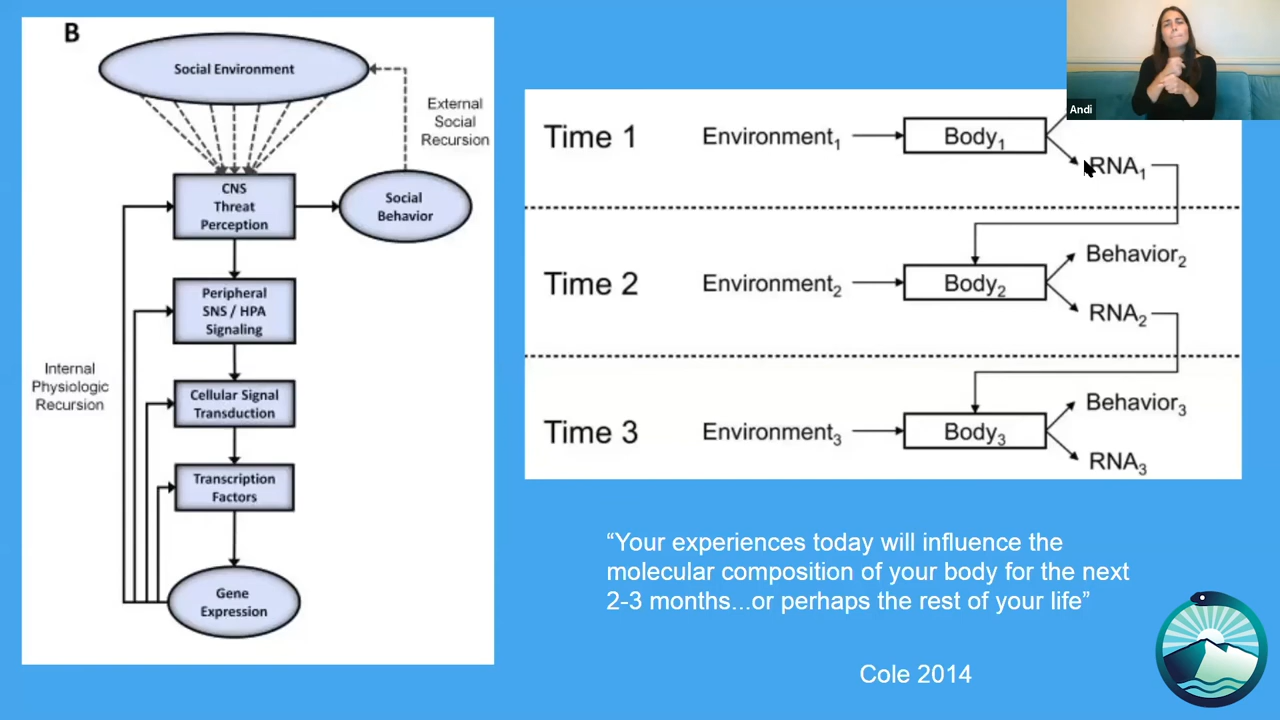 B
Social Environment
External
Social
Recursion
CNS
Threat
Perception
Social
Behavior
Peripheral
SNS / HPA
Signaling
Internal
Physiologic
Recursion
Cellular Signal
Transduction
Transcription
Factors
Gene
Expression
Andi
Time 1 Environment₁ Body₁
RNA₁
Behavior₂
Time 2 Environment₂ Body₂
RNA₂
Behavior₃
Time 3 Environment₃ Body₃
RNA₃
“Your experiences today will influence the
molecular composition of your body for the next
2-3 months...or perhaps the rest of your life”
Cole 2014